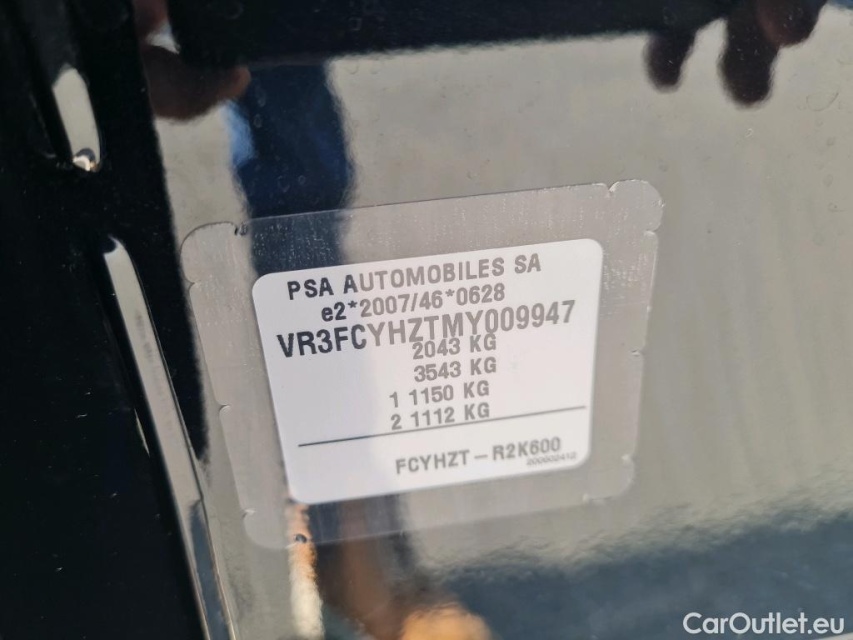 PSA AUTOMOBILES SA
e2*2007/46*0628
VR3FCYHZTMY009947
2043 KG
3543 KG
1 1150 KG
2 1112 KG
FCYHZT-R2K600
CarOutlet.eu